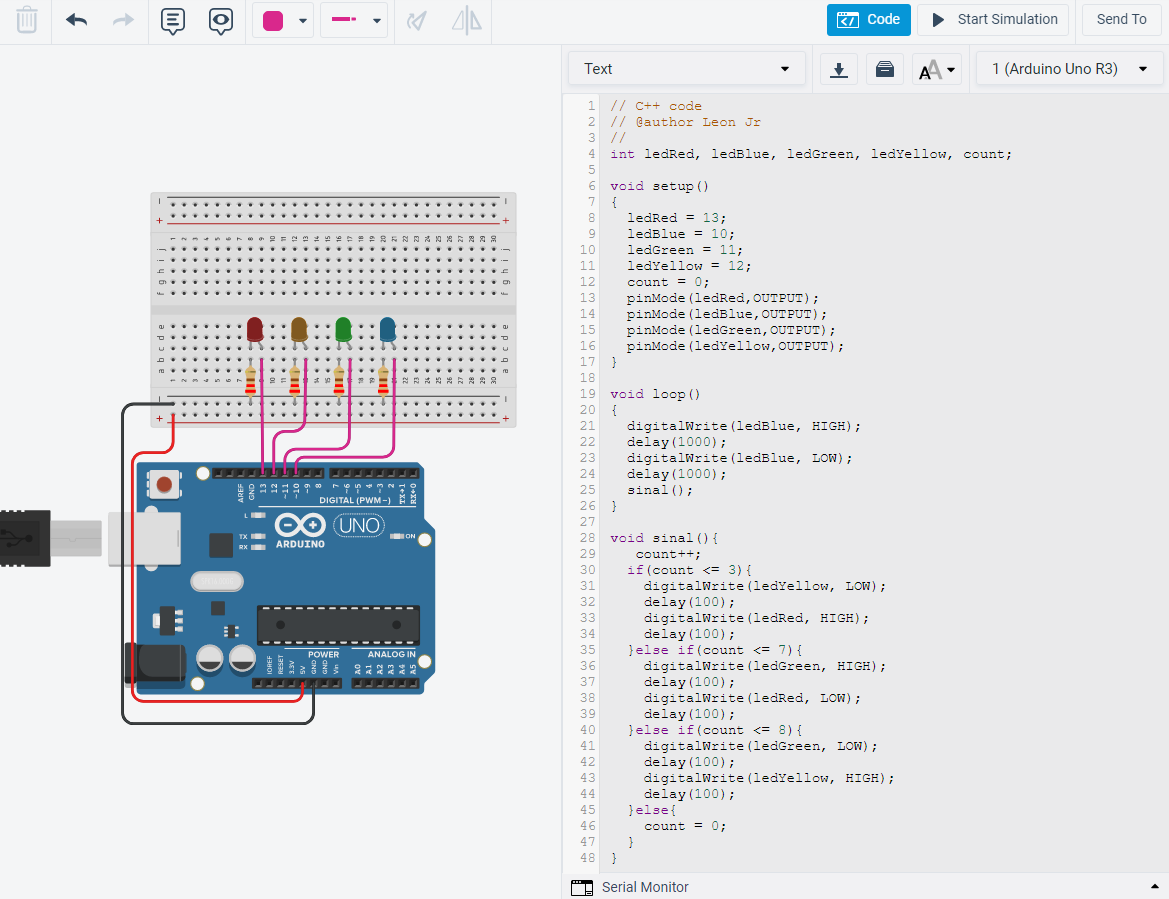 Code
Start Simulation
Send To
Text
1 (Arduino Uno R3)
1 // C++ code
2 // @author Leon Jr
3 //
4 int ledRed, ledBlue, ledGreen, ledYellow, count;
5
6 void setup()
7 {
8 ledRed = 13;
9 ledBlue = 10;
10 ledGreen = 11;
11 ledYellow = 12;
12 count = 0;
13 pinMode(ledRed,OUTPUT);
14 pinMode(ledBlue,OUTPUT);
15 pinMode(ledGreen,OUTPUT);
16 pinMode(ledYellow,OUTPUT);
17 }
18
19 void loop()
20 {
21 digitalWrite(ledBlue, HIGH);
22 delay(1000);
23 digitalWrite(ledBlue, LOW);
24 delay(1000);
25 sinal();
26 }
27
28 void sinal(){
29 count++;
30 if(count <= 3){
31 digitalWrite(ledYellow, LOW);
32 delay(100);
33 digitalWrite(ledRed, HIGH);
34 delay(100);
35 }else if(count <= 7){
36 digitalWrite(ledGreen, HIGH);
37 delay(100);
38 digitalWrite(ledRed, LOW);
39 delay(100);
40 }else if(count <= 8){
41 digitalWrite(ledGreen, LOW);
42 delay(100);
43 digitalWrite(ledYellow, HIGH);
44 delay(100);
45 }else{
46 count = 0;
47 }
48 }
Serial Monitor
AREF
GND
13
12
~11
~10
~9
8
7
~6
~5
4
~3
2
TX→1
RX←0
DIGITAL (PWM~)
L
TX
RX
UNO
ARDUINO
ON
POWER
ANALOG IN
IOREF
RESET
3.3V
5V
GND
GND
Vin
A0
A1
A2
A3
A4
A5